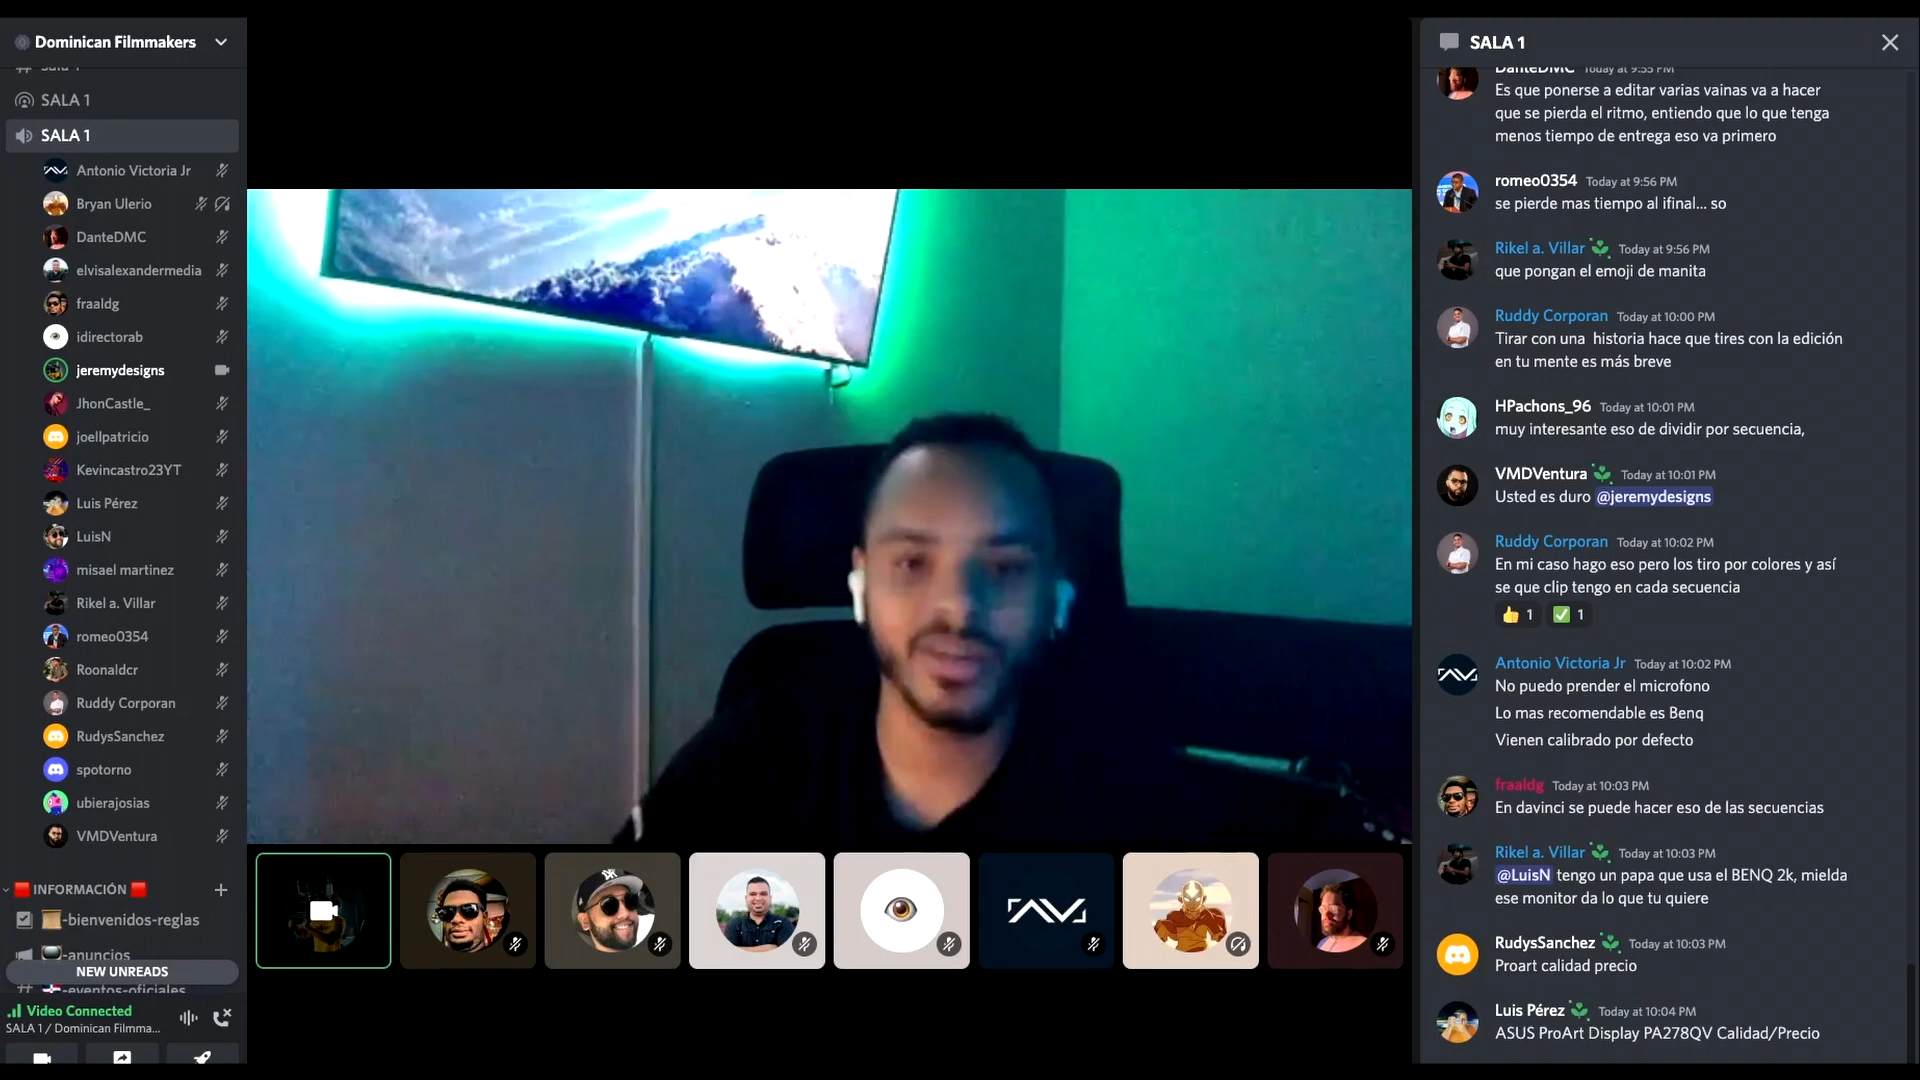 Dominican Filmmakers
SALA 1
SALA 1
Antonio Victoria Jr
Bryan Ulerio
DanteDMC
elvisalexandermedia
fraaldg
idirectorab
jeremydesigns
JhonCastle_
joellpatricio
Kevincastro23YT
Luis Pérez
LuisN
misael martinez
Rikel a. Villar
romeo0354
Roonaldcr
Ruddy Corporan
RudysSanchez
spotorno
ubierajosias
VMDVentura
INFORMACIÓN
-bienvenidos-reglas
-anuncios
NEW UNREADS
-eventos-oficiales
Video Connected
SALA 1 / Dominican Filmma...
SALA 1
DanteDMC Today at 9:55 PM
Es que ponerse a editar varias vainas va a hacer
que se pierda el ritmo, entiendo que lo que tenga
menos tiempo de entrega eso va primero
romeo0354 Today at 9:56 PM
se pierde mas tiempo al ifinal... so
Rikel a. Villar Today at 9:56 PM
que pongan el emoji de manita
Ruddy Corporan Today at 10:00 PM
Tirar con una historia hace que tires con la edición
en tu mente es más breve
HPachons_96 Today at 10:01 PM
muy interesante eso de dividir por secuencia,
VMDVentura Today at 10:01 PM
Usted es duro @jeremydesigns
Ruddy Corporan Today at 10:02 PM
En mi caso hago eso pero los tiro por colores y así
se que clip tengo en cada secuencia
👍 1 ✅ 1
Antonio Victoria Jr Today at 10:02 PM
No puedo prender el microfono
Lo mas recomendable es Benq
Vienen calibrado por defecto
fraaldg Today at 10:03 PM
En davinci se puede hacer eso de las secuencias
Rikel a. Villar Today at 10:03 PM
@LuisN tengo un papa que usa el BENQ 2k, mielda
ese monitor da lo que tu quiere
RudysSanchez Today at 10:03 PM
Proart calidad precio
Luis Pérez Today at 10:04 PM
ASUS ProArt Display PA278QV Calidad/Precio